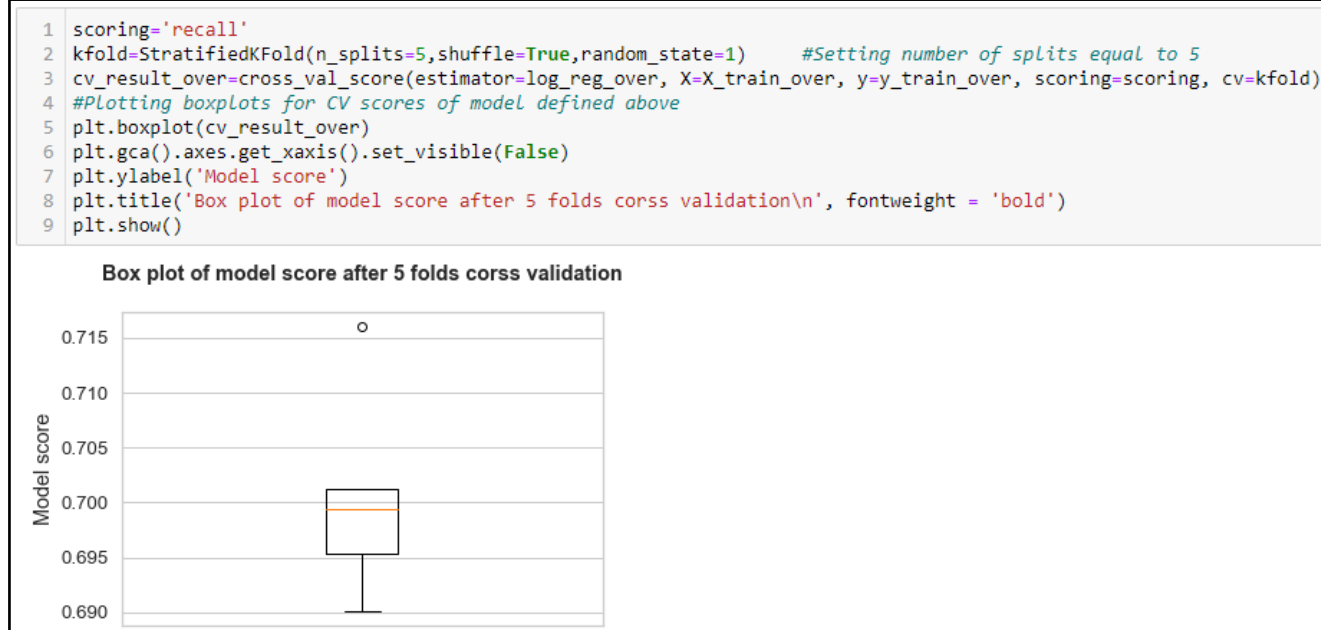 1 scoring='recall'
2 kfold=StratifiedKFold(n_splits=5,shuffle=True,random_state=1)     #Setting number of splits equal to 5
3 cv_result_over=cross_val_score(estimator=log_reg_over, X=X_train_over, y=y_train_over, scoring=scoring, cv=kfold)
4 #Plotting boxplots for CV scores of model defined above
5 plt.boxplot(cv_result_over)
6 plt.gca().axes.get_xaxis().set_visible(False)
7 plt.ylabel('Model score')
8 plt.title('Box plot of model score after 5 folds corss validation\n', fontweight = 'bold')
9 plt.show()
Box plot of model score after 5 folds corss validation
0.715
0.710
0.705
0.700
0.695
0.690
Model score